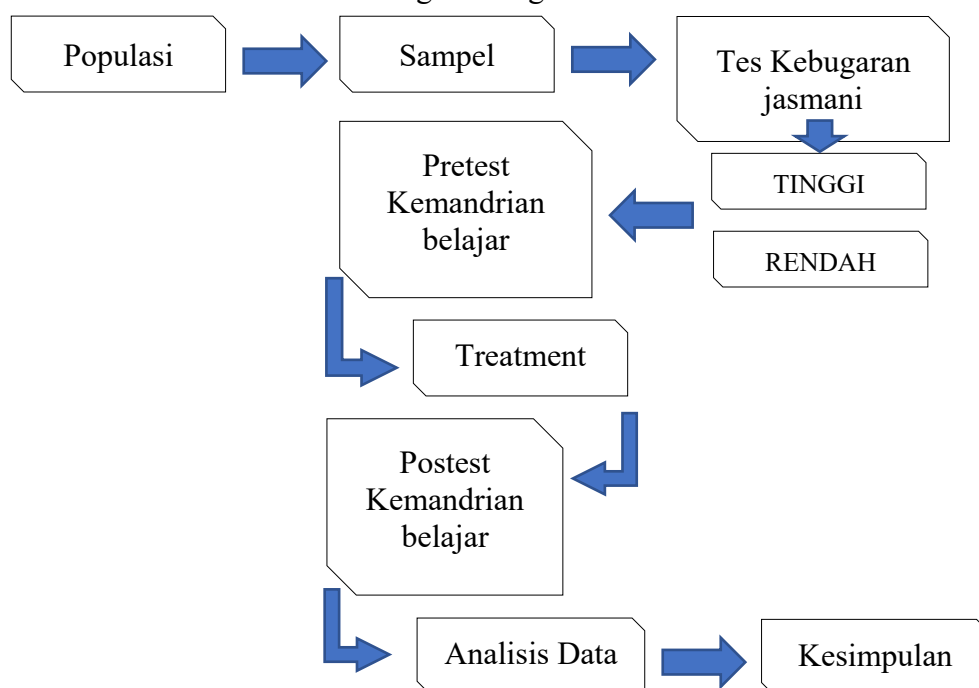 Populasi
Sampel
Tes Kebugaran
jasmani
TINGGI
RENDAH
Pretest
Kemandrian
belajar
Treatment
Postest
Kemandrian
belajar
Analisis Data
Kesimpulan